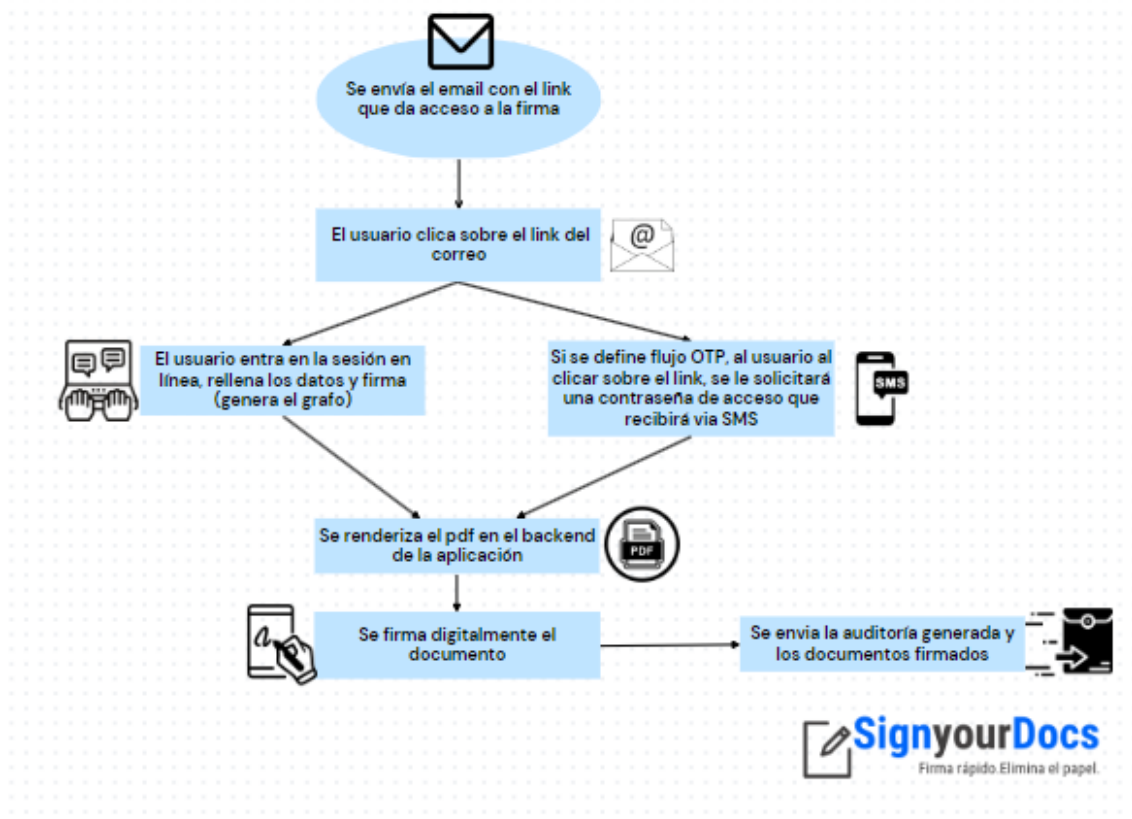 Se envía el email con el link
que da acceso a la firma
El usuario clica sobre el link del
correo
@
El usuario entra en la sesión en
línea, rellena los datos y firma
(genera el grafo)
Si se define flujo OTP, al usuario al
clicar sobre el link, se le solicitará
una contraseña de acceso que
recibirá via SMS
SMS
Se renderiza el pdf en el backend
de la aplicación
PDF
Se firma digitalmente el
documento
Se envia la auditoría generada y
los documentos firmados
SignyourDocs
Firma rápido.Elimina el papel.